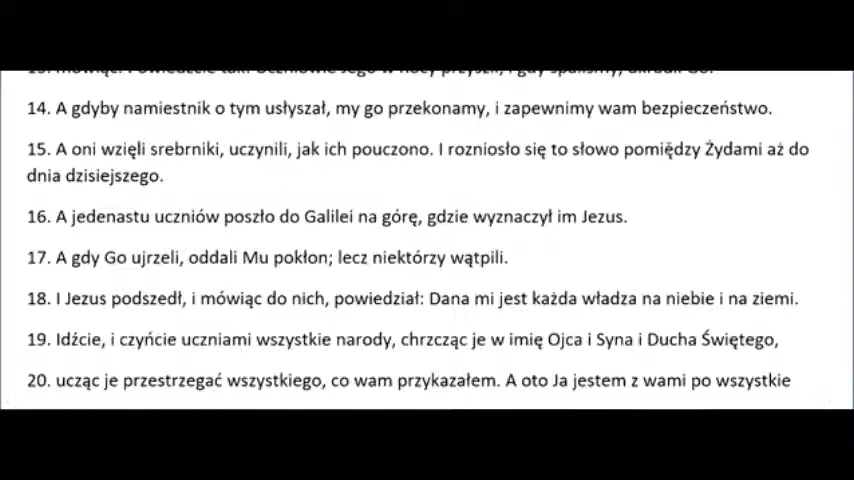 14. A gdyby namiestnik o tym usłyszał, my go przekonamy, i zapewnimy wam bezpieczeństwo.
15. A oni wzięli srebrniki, uczynili, jak ich pouczono. I rozniosło się to słowo pomiędzy Żydami aż do
dnia dzisiejszego.
16. A jedenastu uczniów poszło do Galilei na górę, gdzie wyznaczył im Jezus.
17. A gdy Go ujrzeli, oddali Mu pokłon; lecz niektórzy wątpili.
18. I Jezus podszedł, i mówiąc do nich, powiedział: Dana mi jest każda władza na niebie i na ziemi.
19. Idźcie, i czyńcie uczniami wszystkie narody, chrzcząc je w imię Ojca i Syna i Ducha Świętego,
20. ucząc je przestrzegać wszystkiego, co wam przykazałem. A oto Ja jestem z wami po wszystkie